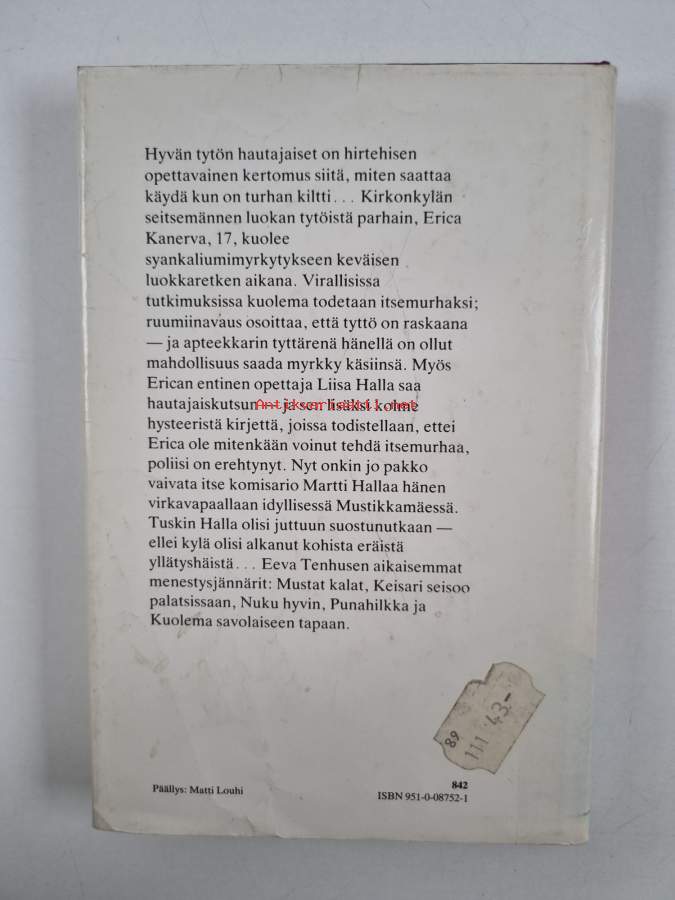 Hyvän tytön hautajaiset on hirtehisen
opettavainen kertomus siitä, miten saattaa
käydä kun on turhan kiltti... Kirkonkylän
seitsemännen luokan tytöistä parhain, Erica
Kanerva, 17, kuolee
syankaliumimyrkytykseen keväisen
luokkaretken aikana. Virallisissa
tutkimuksissa kuolema todetaan itsemurhaksi;
ruumiinavaus osoittaa, että tyttö on raskaana
— ja apteekkarin tyttärenä hänellä on ollut
mahdollisuus saada myrkky käsiinsä. Myös
Erican entinen opettaja Liisa Halla saa
hautajaiskutsun — ja sen lisäksi kolme
hysteeristä kirjettä, joissa todistellaan, ettei
Erica ole mitenkään voinut tehdä itsemurhaa,
poliisi on erehtynyt. Nyt onkin jo pakko
vaivata itse komisario Martti Hallaa hänen
virkavapaallaan idyllisessä Mustikkamäessä.
Tuskin Halla olisi juttuun suostunutkaan —
ellei kylä olisi alkanut kohista eräistä
yllätyshäistä... Eeva Tenhusen aikaisemmat
menestysjännärit: Mustat kalat, Keisari seisoo
palatsissaan, Nuku hyvin, Punahilkka ja
Kuolema savolaiseen tapaan.
89
111 43-
Päällys: Matti Louhi
842
ISBN 951-0-08752-1